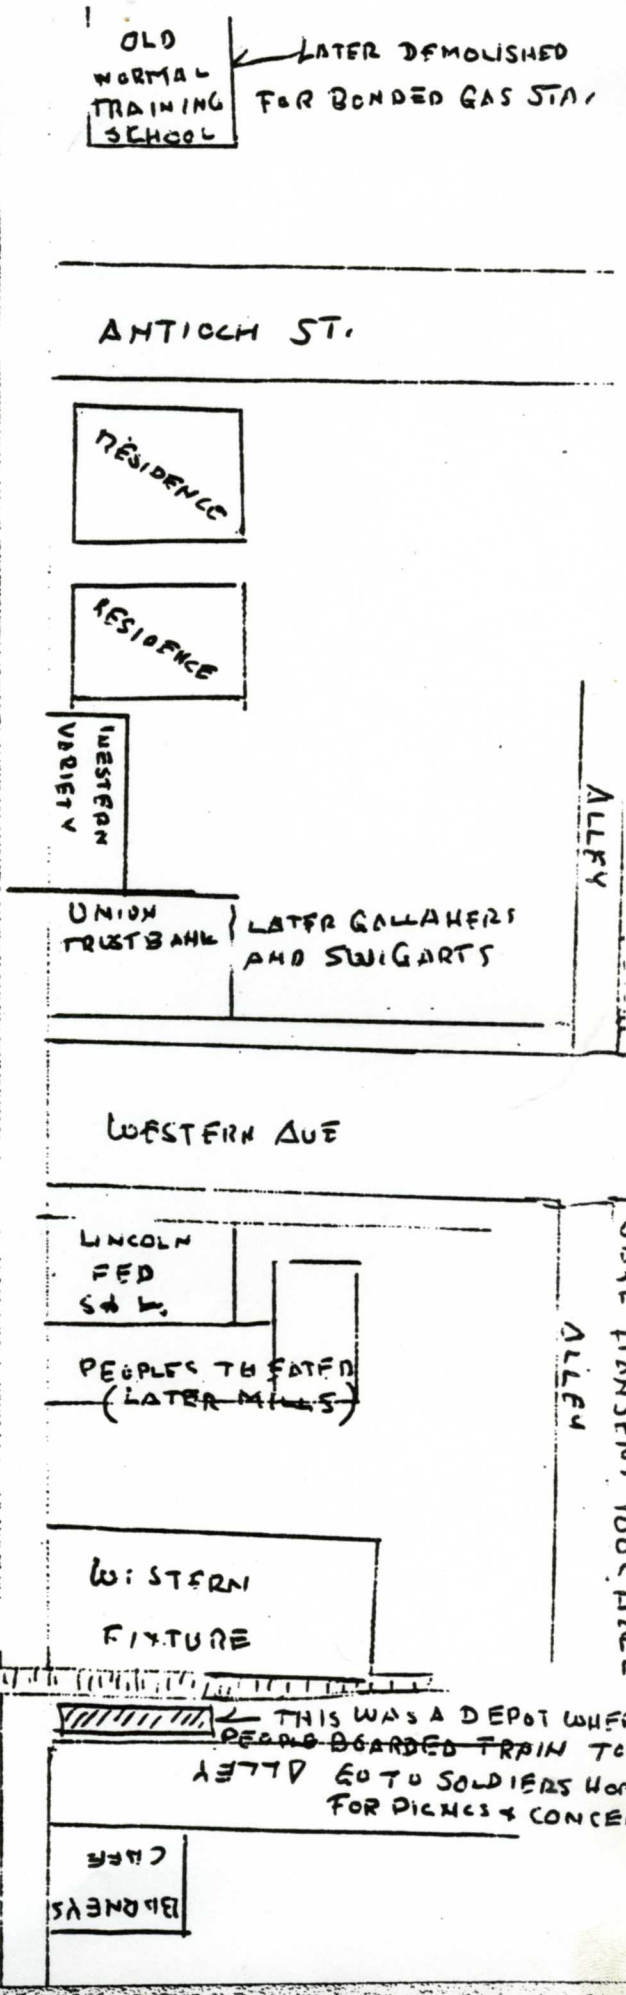 OLD
NORMAL
TRAINING
SCHOOL
LATER DEMOLISHED
FOR BONDED GAS STA.
ANTIOCH ST.
RESIDENCE
RESIDENCE
WESTERN
VARIETY
ALLEY
UNION
TRUST BANK
LATER GALLAHERS
AND SWIGARTS
WESTERN AVE
LINCOLN
FED
S & L.
PEOPLES THEATER
(LATER MILLS)
ALLEY
WESTERN
FIXTURE
THIS WAS A DEPOT WHE
PEOPLE BOARDED TRAIN TO
ALLEY
GO TO SOLDIERS HO
FOR PICNICS & CONCE
BARNEYS
CAFE